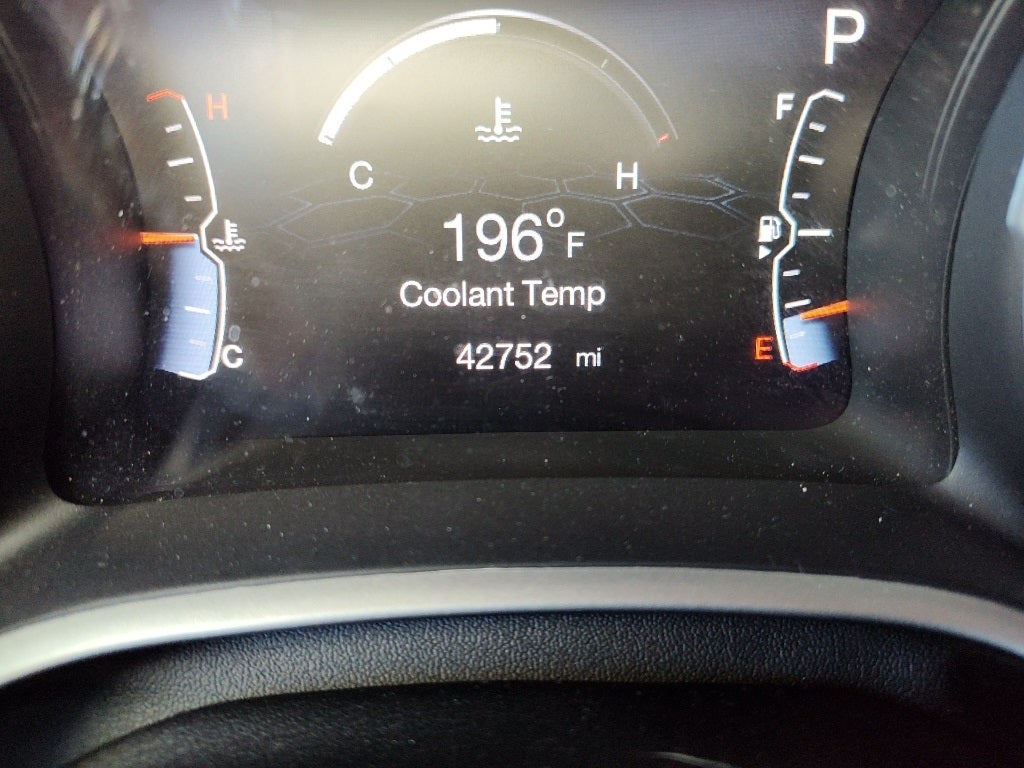 P
H
F
C H
196°F
Coolant Temp
E
C
42752 mi